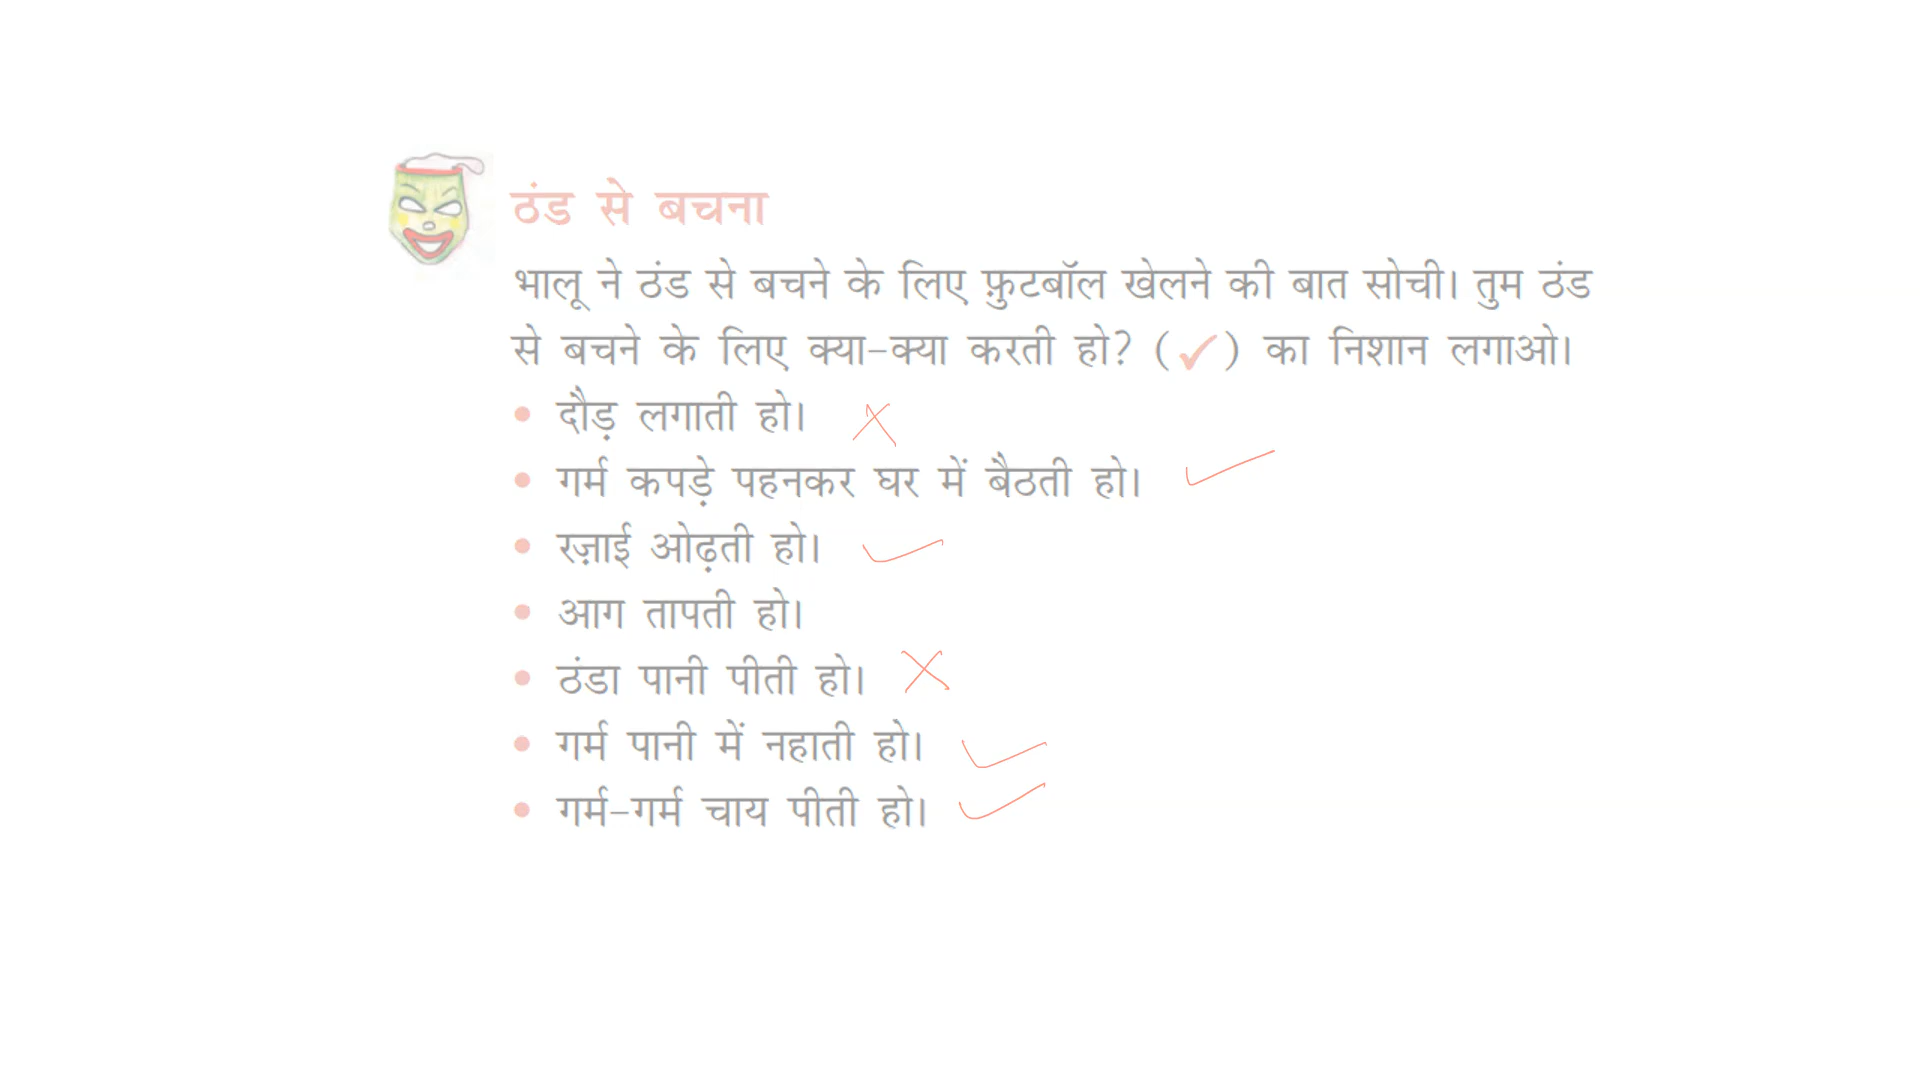 ठंड से बचना
भालू ने ठंड से बचने के लिए फ़ुटबॉल खेलने की बात सोची। तुम ठंड
से बचने के लिए क्या-क्या करती हो? (✓) का निशान लगाओ।
• दौड़ लगाती हो। ✗
• गर्म कपड़े पहनकर घर में बैठती हो। ✓
• रज़ाई ओढ़ती हो। ✓
• आग तापती हो।
• ठंडा पानी पीती हो। ✗
• गर्म पानी में नहाती हो। ✓
• गर्म-गर्म चाय पीती हो। ✓